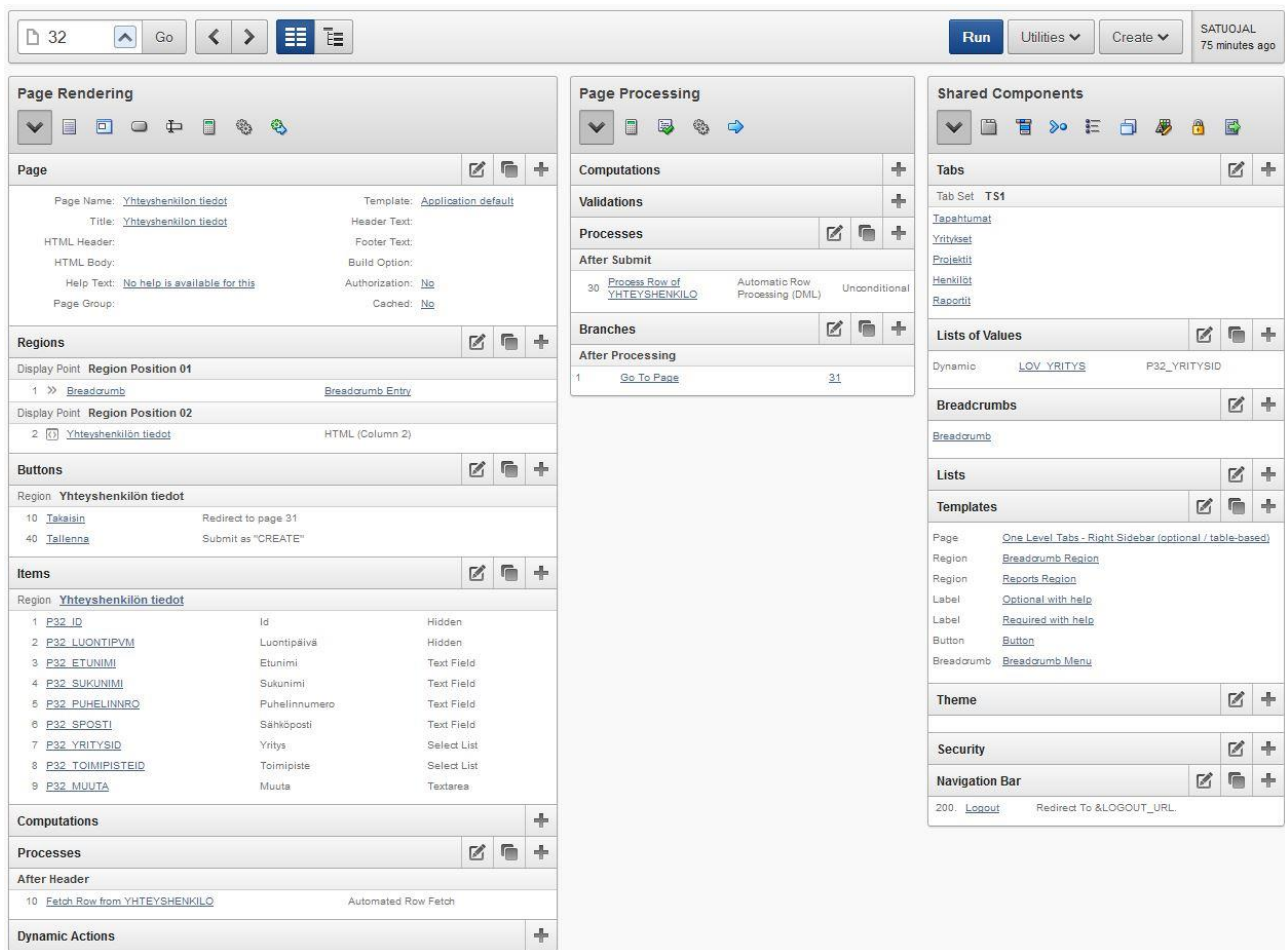 32 Go Run Utilities Create SATUOJAL
75 minutes ago
Page Rendering
Page
Page Name: Yhteyshenkilon tiedot Template: Application default
Title: Yhteyshenkilon tiedot Header Text:
HTML Header: Footer Text:
HTML Body: Build Option:
Help Text: No help is available for this Authorization: No
Page Group: Cached: No
Regions
Display Point Region Position 01
1 Breadcrumb Breadcrumb Entry
Display Point Region Position 02
2 Yhteyshenkilön tiedot HTML (Column 2)
Buttons
Region Yhteyshenkilön tiedot
10 Takaisin Redirect to page 31
40 Tallenna Submit as "CREATE"
Items
Region Yhteyshenkilön tiedot
1 P32_ID Id Hidden
2 P32_LUONTIPVM Luontipäivä Hidden
3 P32_ETUNIMI Etunimi Text Field
4 P32_SUKUNIMI Sukunimi Text Field
5 P32_PUHELINNRO Puhelinnumero Text Field
6 P32_SPOSTI Sähköposti Text Field
7 P32_YRITYSID Yritys Select List
8 P32_TOIMIPISTEID Toimipiste Select List
9 P32_MUUTA Muuta Textarea
Computations
Processes
After Header
10 Fetch Row from YHTEYSHENKILO Automated Row Fetch
Dynamic Actions
Page Processing
Computations
Validations
Processes
After Submit
30 Process Row of YHTEYSHENKILO Automatic Row Processing (DML) Unconditional
Branches
After Processing
1 Go To Page 31
Shared Components
Tabs
Tab Set TS1
Tapahtumat
Yritykset
Projektit
Henkilöt
Raportit
Lists of Values
Dynamic LOV_YRITYS P32_YRITYSID
Breadcrumbs
Breadcrumb
Lists
Templates
Page One Level Tabs - Right Sidebar (optional / table-based)
Region Breadcrumb Region
Region Reports Region
Label Optional with help
Label Required with help
Button Button
Breadcrumb Breadcrumb Menu
Theme
Security
Navigation Bar
200. Logout Redirect To &LOGOUT_URL.